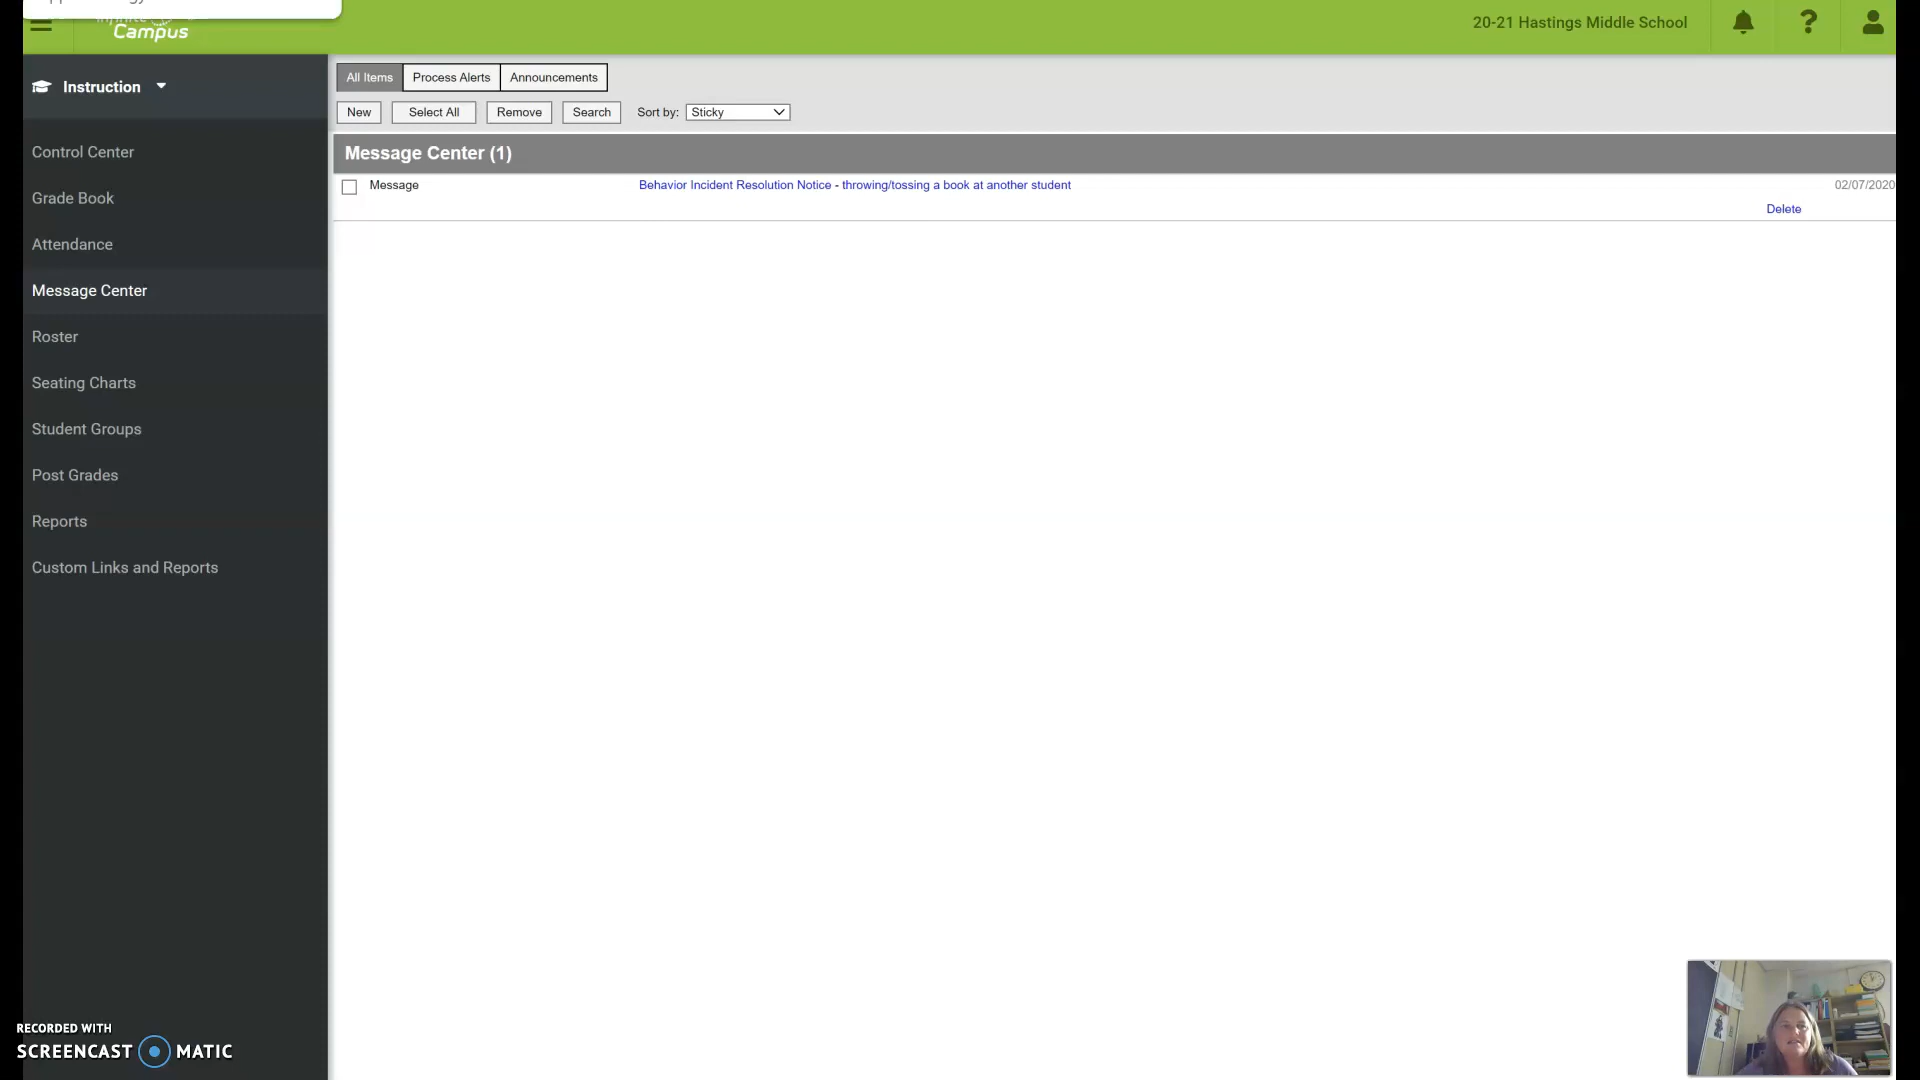 Campus
20-21 Hastings Middle School
Instruction
All Items Process Alerts Announcements
New Select All Remove Search Sort by: Sticky
Control Center
Message Center (1)
Message Behavior Incident Resolution Notice - throwing/tossing a book at another student 02/07/2020
Delete
Grade Book
Attendance
Message Center
Roster
Seating Charts
Student Groups
Post Grades
Reports
Custom Links and Reports
RECORDED WITH
SCREENCAST MATIC